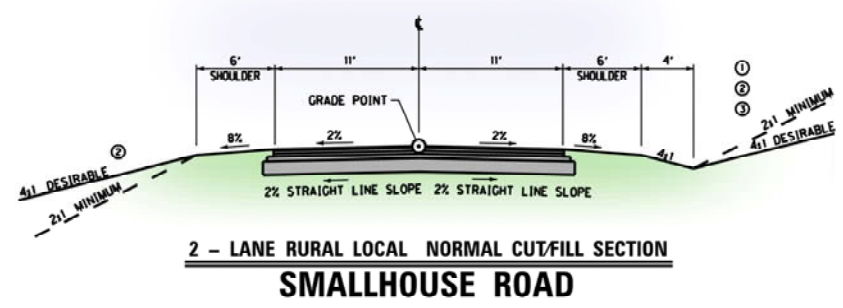 ℄
6' 11' 11' 6' 4'
SHOULDER SHOULDER
①
②
③
GRADE POINT
2:1 MINIMUM
4:1 DESIRABLE
8% 2% 2% 8%
②
4:1
4:1 DESIRABLE
2:1 MINIMUM
2% STRAIGHT LINE SLOPE 2% STRAIGHT LINE SLOPE
2 - LANE RURAL LOCAL NORMAL CUT/FILL SECTION
SMALLHOUSE ROAD